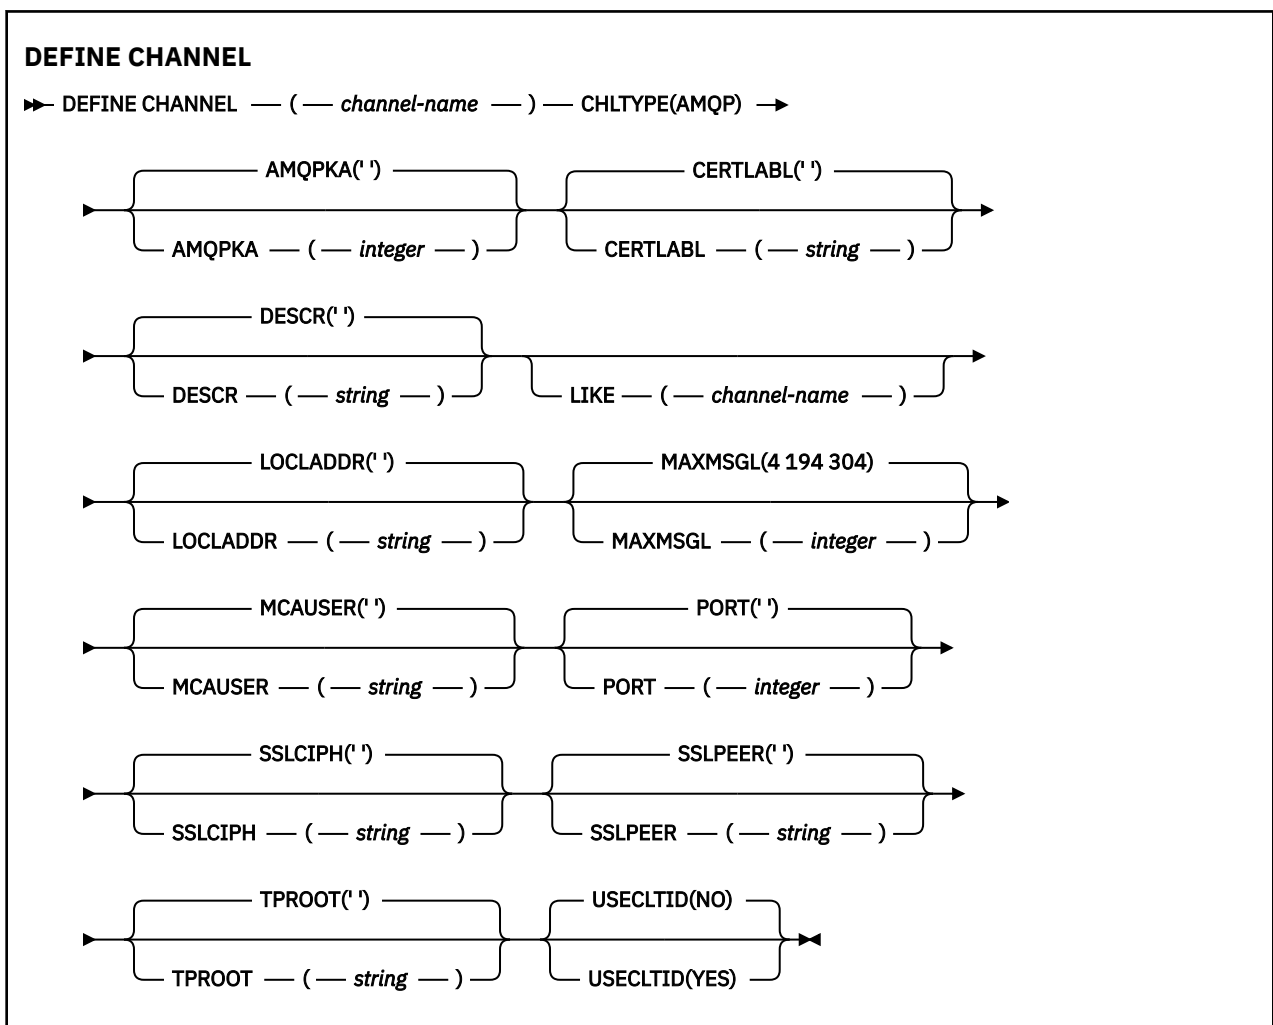 DEFINE CHANNEL
DEFINE CHANNEL ( channel-name ) CHLTYPE(AMQP)
AMQPKA(' ') CERTLABL(' ')
AMQPKA ( integer ) CERTLABL ( string )
DESCR(' ')
DESCR ( string ) LIKE ( channel-name )
LOCLADDR(' ') MAXMSGL(4 194 304)
LOCLADDR ( string ) MAXMSGL ( integer )
MCAUSER(' ') PORT(' ')
MCAUSER ( string ) PORT ( integer )
SSLCIPH(' ') SSLPEER(' ')
SSLCIPH ( string ) SSLPEER ( string )
TPROOT(' ') USECLTID(NO)
TPROOT ( string ) USECLTID(YES)